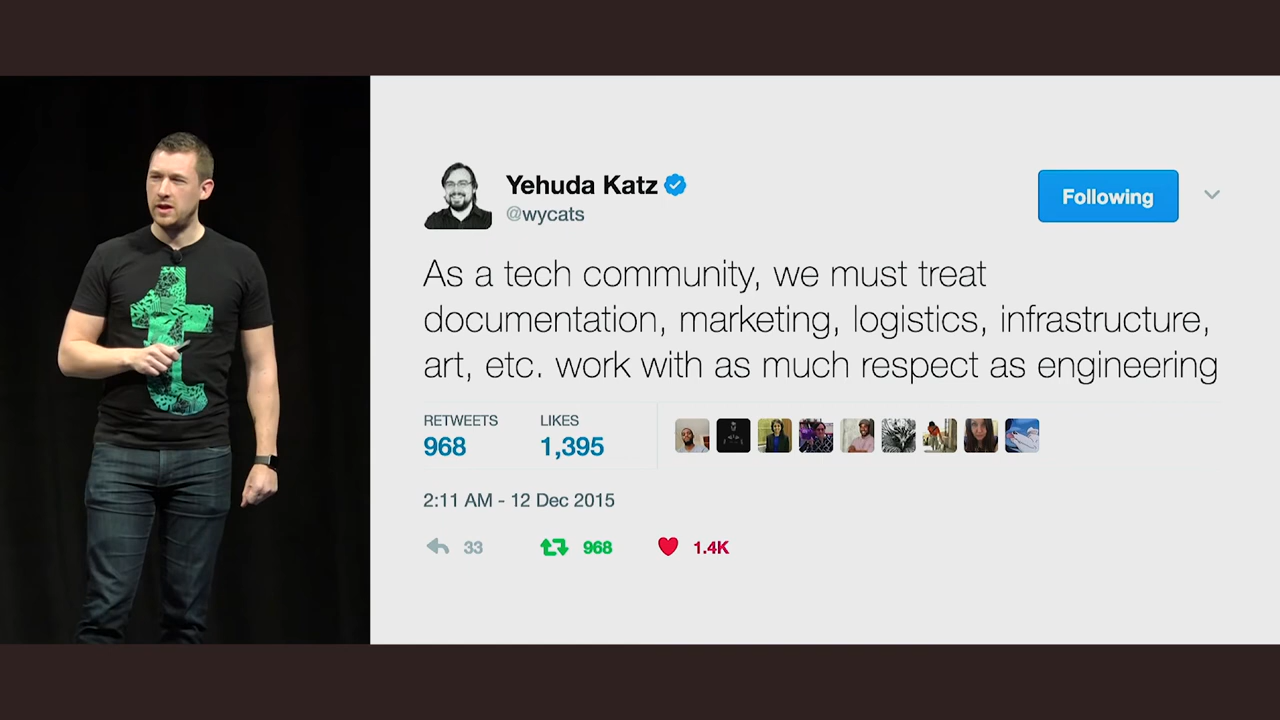 t
Yehuda Katz
@wycats
Following
As a tech community, we must treat
documentation, marketing, logistics, infrastructure,
art, etc. work with as much respect as engineering
RETWEETS LIKES
968 1,395
2:11 AM - 12 Dec 2015
33 968 1.4K